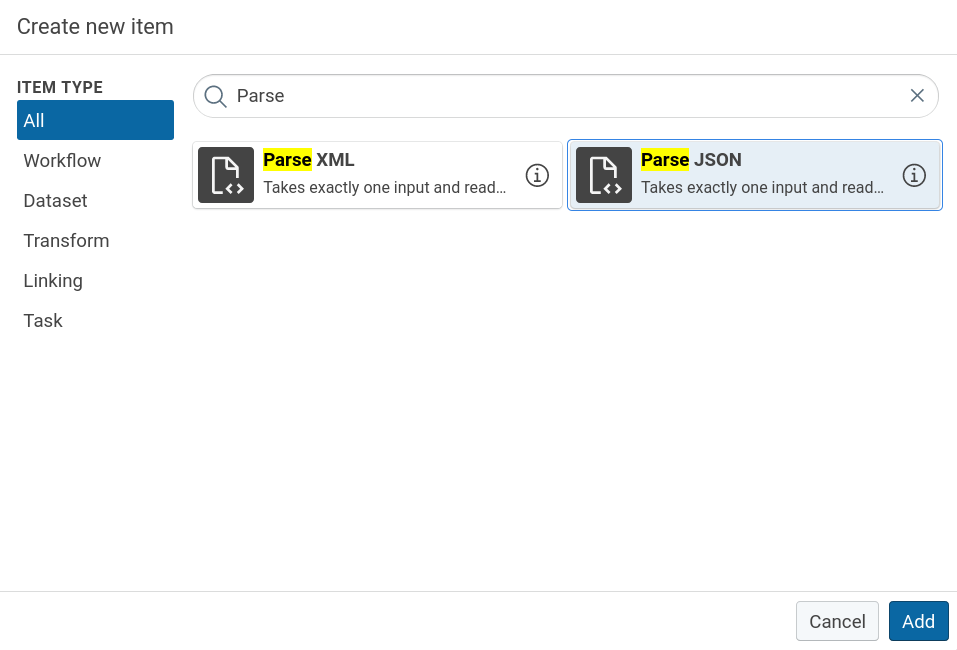 Create new item
ITEM TYPE
All
Workflow
Dataset
Transform
Linking
Task
Parse
Parse XML
Takes exactly one input and read...
Parse JSON
Takes exactly one input and read...
Cancel
Add